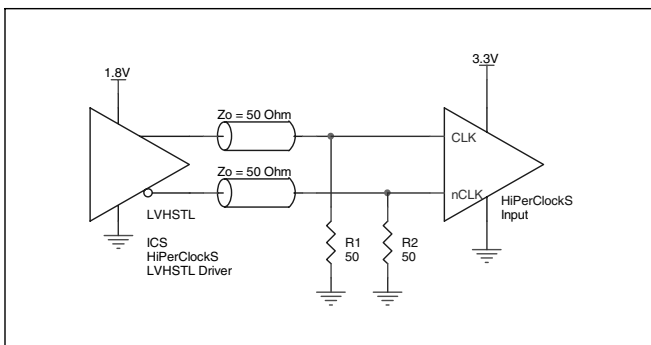 1.8V
3.3V
Zo = 50 Ohm
CLK
Zo = 50 Ohm
nCLK
HiPerClockS
Input
LVHSTL
ICS
HiPerClockS
LVHSTL Driver
R1
50
R2
50